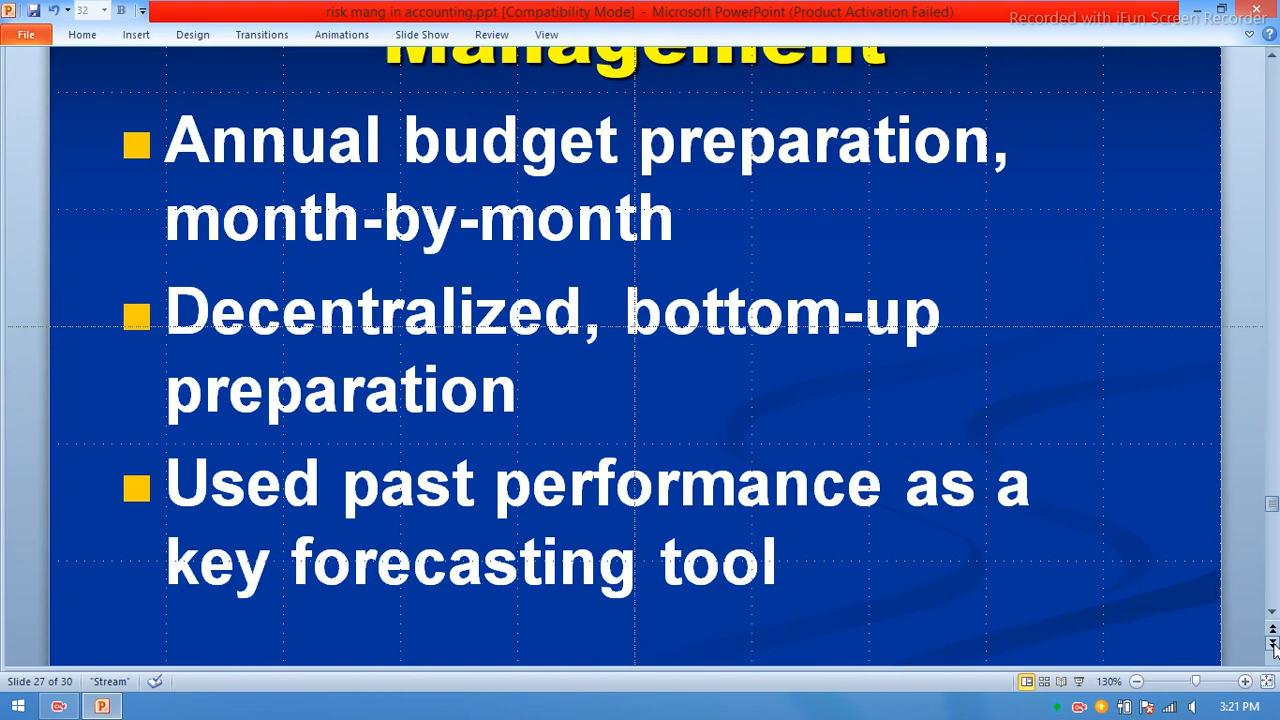 risk mang in accounting.ppt [Compatibility Mode] - Microsoft PowerPoint (Product Activation Failed)
Recorded with iFun Screen Recorder
32 B
File Home Insert Design Transitions Animations Slide Show Review View
Management
Annual budget preparation,
month-by-month
Decentralized, bottom-up
preparation
Used past performance as a
key forecasting tool
Slide 27 of 30 "Stream" 130%
3:21 PM